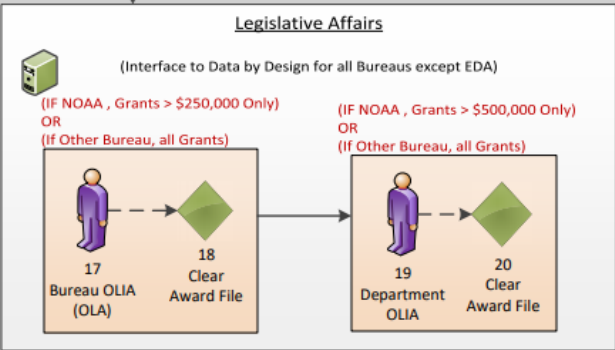 Legislative Affairs
(Interface to Data by Design for all Bureaus except EDA)
(IF NOAA , Grants > $250,000 Only)
OR
(If Other Bureau, all Grants)
(IF NOAA , Grants > $500,000 Only)
OR
(If Other Bureau, all Grants)
17
Bureau OLIA
(OLA)
18
Clear
Award File
19
Department
OLIA
20
Clear
Award File